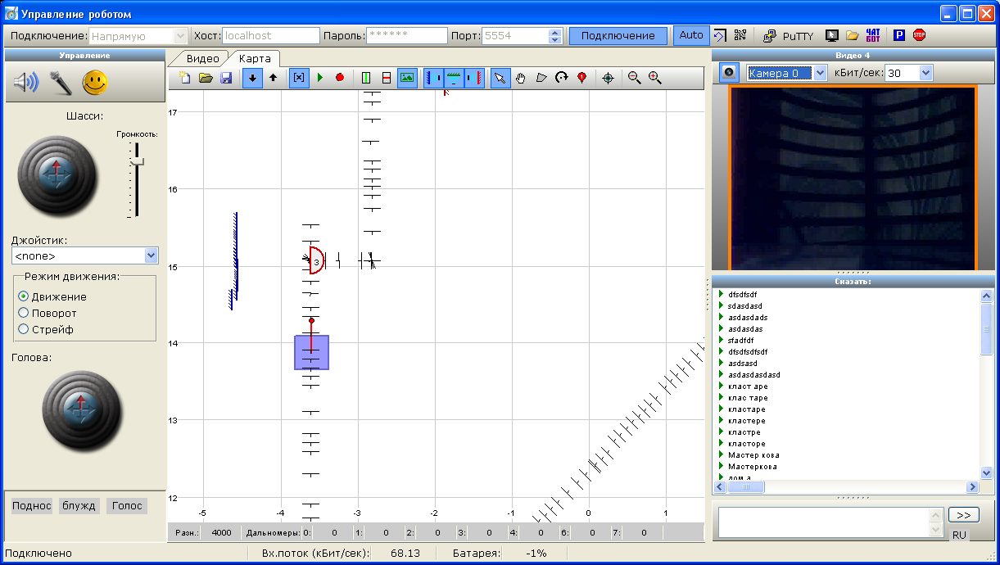 Управление роботом
Подключение: Напрямую Хост: localhost Пароль: ****** Порт: 5554 Подключение Auto PuTTY ЧАТ БОТ P STOP
Управление
Шасси:
Громкость:
Джойстик:
<none>
Режим движения:
Движение
Поворот
Стрейф
Голова:
Поднос блужд Голос
Видео Карта
17
16
15
14
13
12
3
-5 -4 -3 -2 -1 0 1
Разн.: 4000 Дальномеры: 0: 0 1: 0 2: 0 3: 0 4: 0 6: 0 7: 0
Видео 4
Камера 0 кБит/сек: 30
Сказать:
dfsdfsdf
sdasdasd
asdasdads
asdasdas
sfadfdf
dfsdfsdfsdf
asdsasd
asdasdasdasd
класт аре
клас таре
кластаре
кластере
кластре
класторе
Мастер кова
Мастеркова
дом а
>>
RU
Подключено Вх.поток (кБит/сек): 68.13 Батарея: -1%